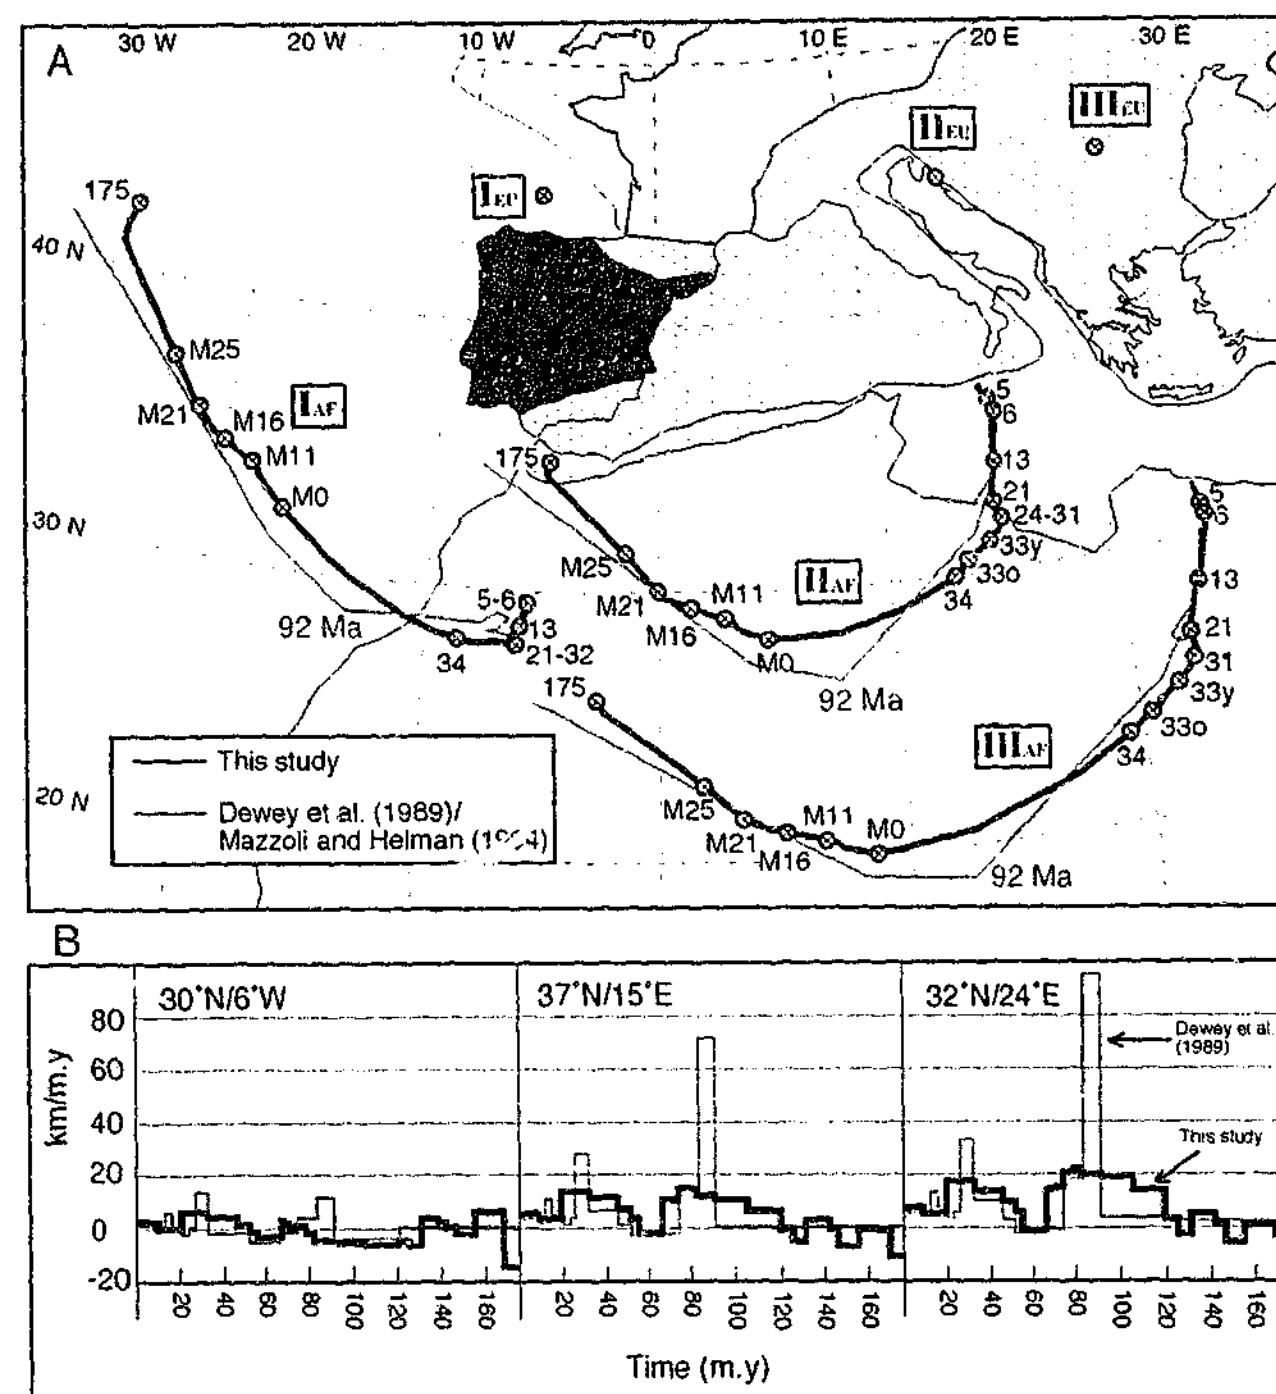 A
30 W
20 W
10 W
0
10 E
20 E
30 E
III EU
II EU
175
I EP
40 N
M25
I AF
M21
M16
M11
M0
175
5
6
13
21
24-31
33y
33o
34
5
6
13
21
31
33y
33o
34
30 N
M25
II AF
M21
M11
M16
M0
5-6
13
92 Ma
34
21-32
92 Ma
175
III AF
This study
20 N
Dewey et al. (1989)/
Mazzoli and Helman
M25
M21
M11
M16
M0
92 Ma
B
30°N/6°W
37°N/15°E
32°N/24°E
Dewey et al.
(1989)
This study
km/m.y
80
60
40
20
0
-20
20
40
60
80
100
120
140
160
20
40
60
80
100
120
140
160
20
40
60
80
100
120
140
160
Time (m.y)